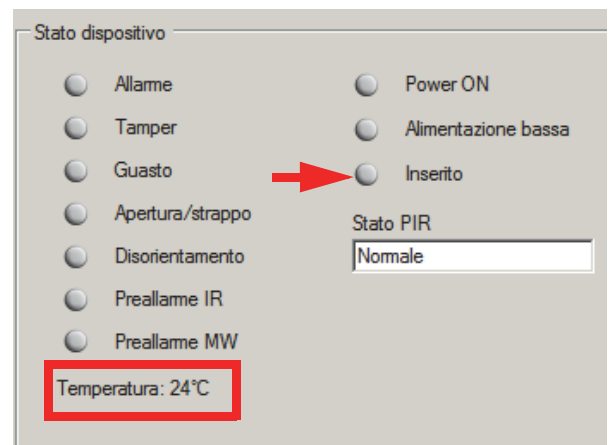 Stato dispositivo
Allarme
Tamper
Guasto
Apertura/strappo
Disorientamento
Preallarme IR
Preallarme MW
Temperatura: 24°C
Power ON
Alimentazione bassa
Inserito
Stato PIR
Normale